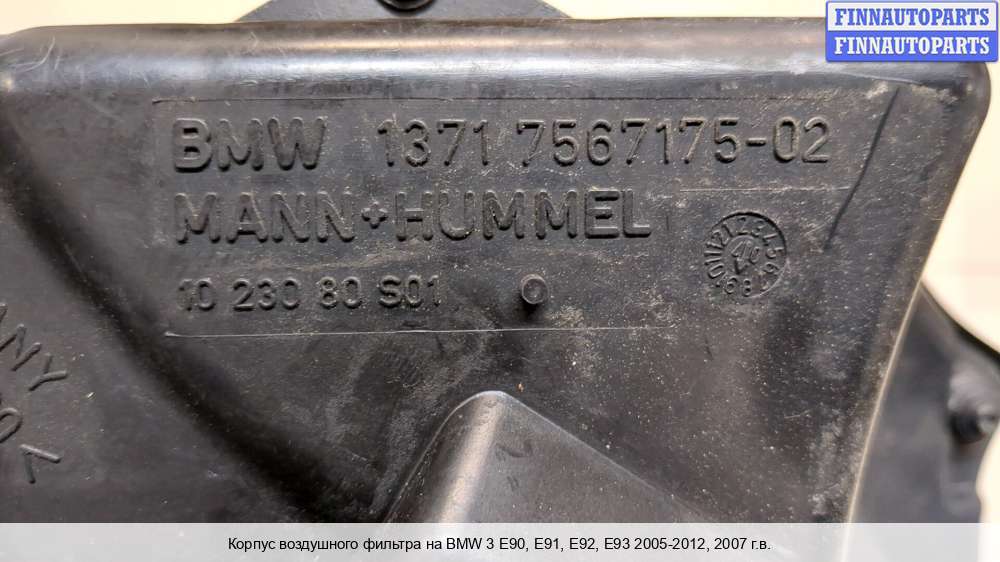 FINNAUTOPARTS
FINNAUTOPARTS
BMW 1371 7567175-02
MANN+HUMMEL
10 230 80 S01
Корпус воздушного фильтра на BMW 3 E90, E91, E92, E93 2005-2012, 2007 г.в.